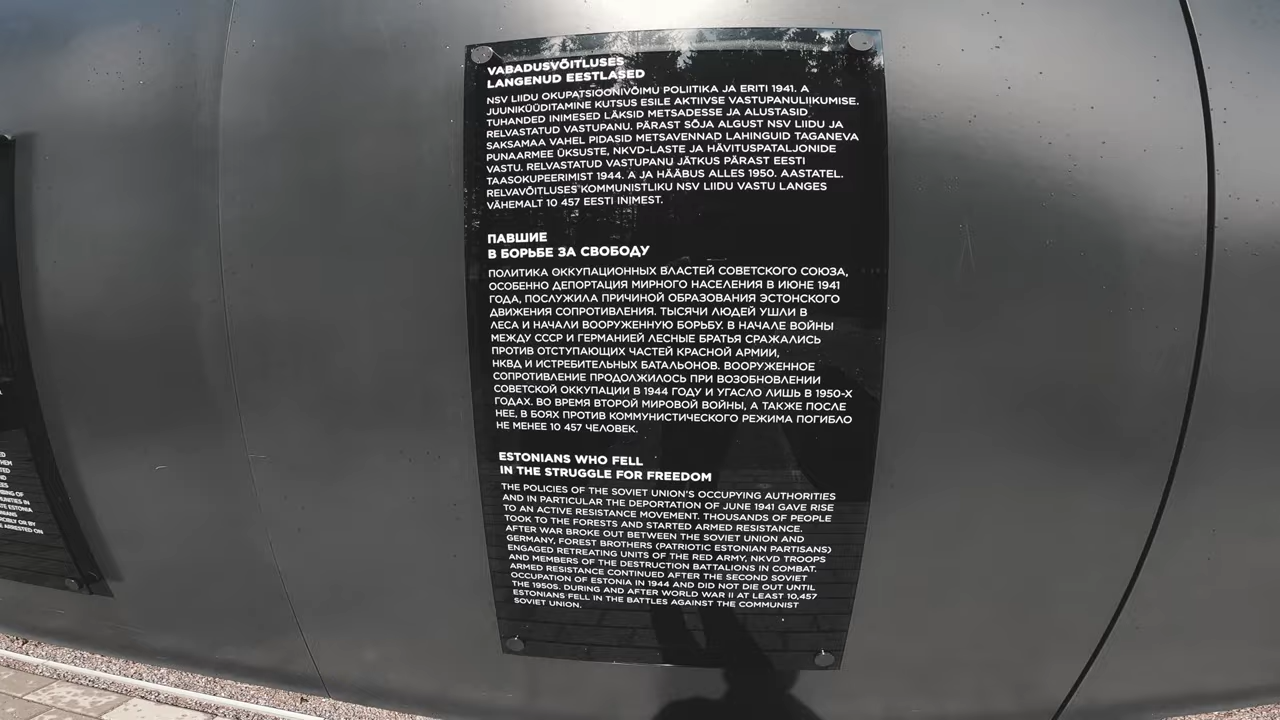 VABADUSVÕITLUSES
LANGENUD EESTLASED
NSV LIIDU OKUPATSIOONIVÕIMU POLIITIKA JA ERITI 1941. A
JUUNIKÜÜDITAMINE KUTSUS ESILE AKTIIVSE VASTUPANULIIKUMISE.
TUHANDED INIMESED LÄKSID METSADESSE JA ALUSTASID
RELVASTATUD VASTUPANU. PÄRAST SÕJA ALGUST NSV LIIDU JA
SAKSAMAA VAHEL PIDASID METSAVENNAD LAHINGUID TAGANEVA
PUNAARMEE ÜKSUSTE, NKVD-LASTE JA HÄVITUSPATALJONIDE
VASTU. RELVASTATUD VASTUPANU JÄTKUS PÄRAST EESTI
TAASOKUPEERIMIST 1944. A JA HÄÄBUS ALLES 1950. AASTATEL.
RELVAVÕITLUSES KOMMUNISTLIKU NSV LIIDU VASTU LANGES
VÄHEMALT 10 457 EESTI INIMEST.
ПАВШИЕ
В БОРЬБЕ ЗА СВОБОДУ
ПОЛИТИКА ОККУПАЦИОННЫХ ВЛАСТЕЙ СОВЕТСКОГО СОЮЗА,
ОСОБЕННО ДЕПОРТАЦИЯ МИРНОГО НАСЕЛЕНИЯ В ИЮНЕ 1941
ГОДА, ПОСЛУЖИЛА ПРИЧИНОЙ ОБРАЗОВАНИЯ ЭСТОНСКОГО
ДВИЖЕНИЯ СОПРОТИВЛЕНИЯ. ТЫСЯЧИ ЛЮДЕЙ УШЛИ В
ЛЕСА И НАЧАЛИ ВООРУЖЕННУЮ БОРЬБУ. В НАЧАЛЕ ВОЙНЫ
МЕЖДУ СССР И ГЕРМАНИЕЙ ЛЕСНЫЕ БРАТЬЯ СРАЖАЛИСЬ
ПРОТИВ ОТСТУПАЮЩИХ ЧАСТЕЙ КРАСНОЙ АРМИИ,
НКВД И ИСТРЕБИТЕЛЬНЫХ БАТАЛЬОНОВ. ВООРУЖЕННОЕ
СОПРОТИВЛЕНИЕ ПРОДОЛЖИЛОСЬ ПРИ ВОЗОБНОВЛЕНИИ
СОВЕТСКОЙ ОККУПАЦИИ В 1944 ГОДУ И УГАСЛО ЛИШЬ В 1950-Х
ГОДАХ. ВО ВРЕМЯ ВТОРОЙ МИРОВОЙ ВОЙНЫ, А ТАКЖЕ ПОСЛЕ
НЕЕ, В БОЯХ ПРОТИВ КОММУНИСТИЧЕСКОГО РЕЖИМА ПОГИБЛО
НЕ МЕНЕЕ 10 457 ЧЕЛОВЕК.
ESTONIANS WHO FELL
IN THE STRUGGLE FOR FREEDOM
THE POLICIES OF THE SOVIET UNION'S OCCUPYING AUTHORITIES
AND IN PARTICULAR THE DEPORTATION OF JUNE 1941 GAVE RISE
TO AN ACTIVE RESISTANCE MOVEMENT. THOUSANDS OF PEOPLE
TOOK TO THE FORESTS AND STARTED ARMED RESISTANCE.
AFTER WAR BROKE OUT BETWEEN THE SOVIET UNION AND
GERMANY, FOREST BROTHERS (PATRIOTIC ESTONIAN PARTISANS)
ENGAGED RETREATING UNITS OF THE RED ARMY, NKVD TROOPS
AND MEMBERS OF THE DESTRUCTION BATTALIONS IN COMBAT.
ARMED RESISTANCE CONTINUED AFTER THE SECOND SOVIET
OCCUPATION OF ESTONIA IN 1944 AND DID NOT DIE OUT UNTIL
THE 1950S. DURING AND AFTER WORLD WAR II AT LEAST 10,457
ESTONIANS FELL IN THE BATTLES AGAINST THE COMMUNIST
SOVIET UNION.